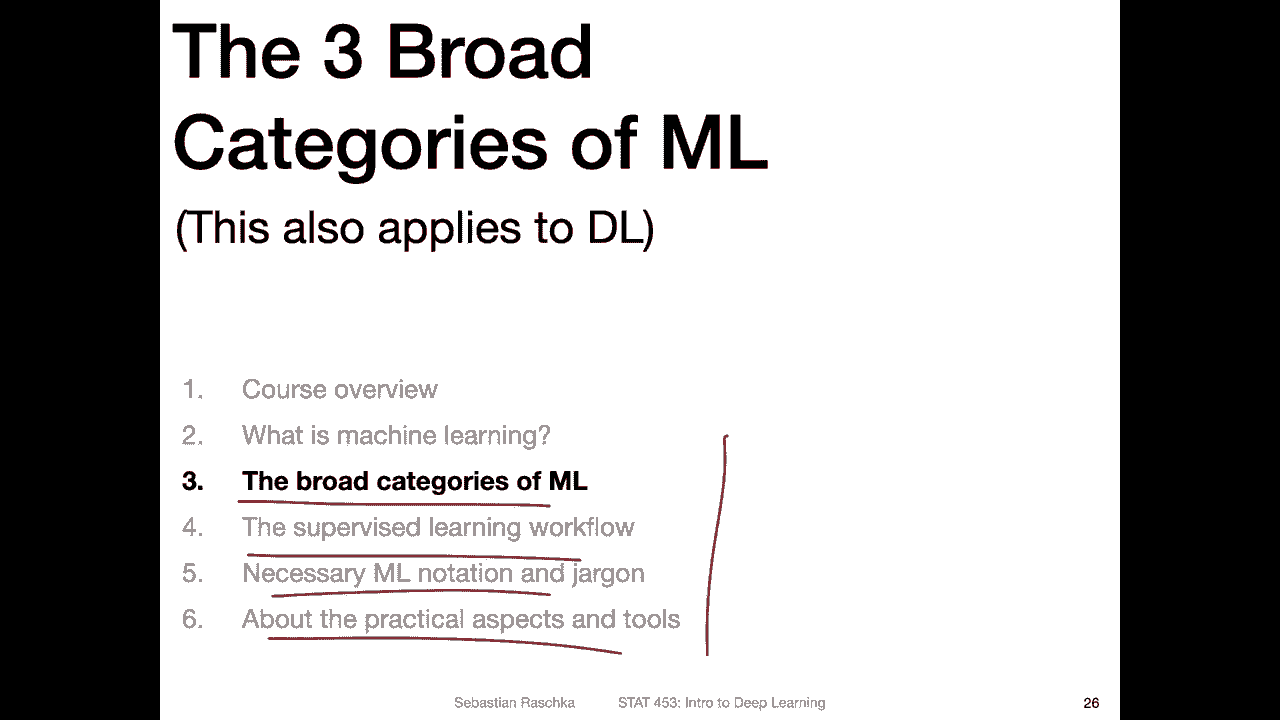 The 3 Broad
Categories of ML
(This also applies to DL)
1. Course overview
2. What is machine learning?
3. The broad categories of ML
4. The supervised learning workflow
5. Necessary ML notation and jargon
6. About the practical aspects and tools
Sebastian Raschka STAT 453: Intro to Deep Learning 26